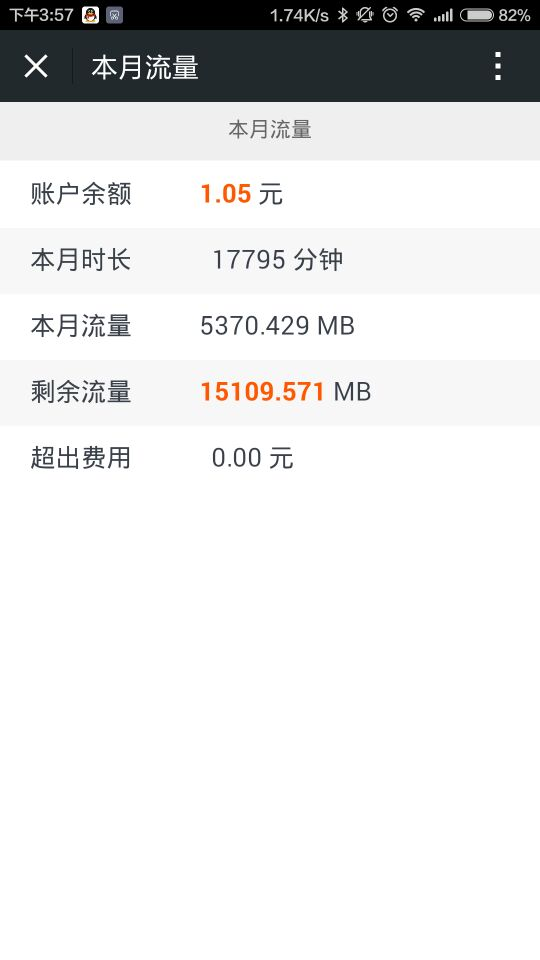 下午3:57 1.74K/s 82%
本月流量
本月流量
账户余额 1.05 元
本月时长 17795 分钟
本月流量 5370.429 MB
剩余流量 15109.571 MB
超出费用 0.00 元